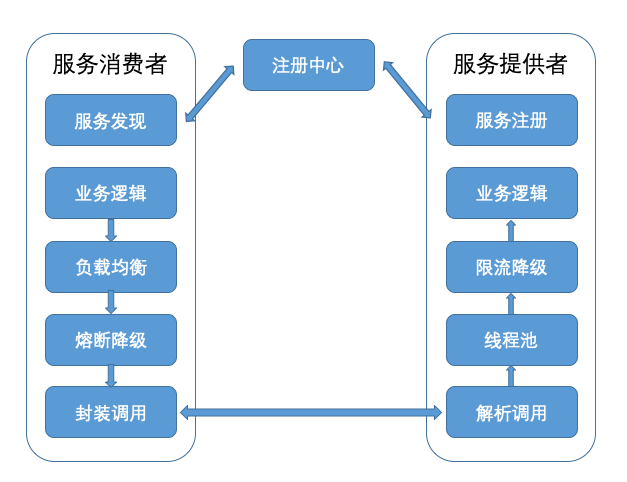 服务消费者
服务发现
业务逻辑
负载均衡
熔断降级
封装调用
注册中心
服务提供者
服务注册
业务逻辑
限流降级
线程池
解析调用